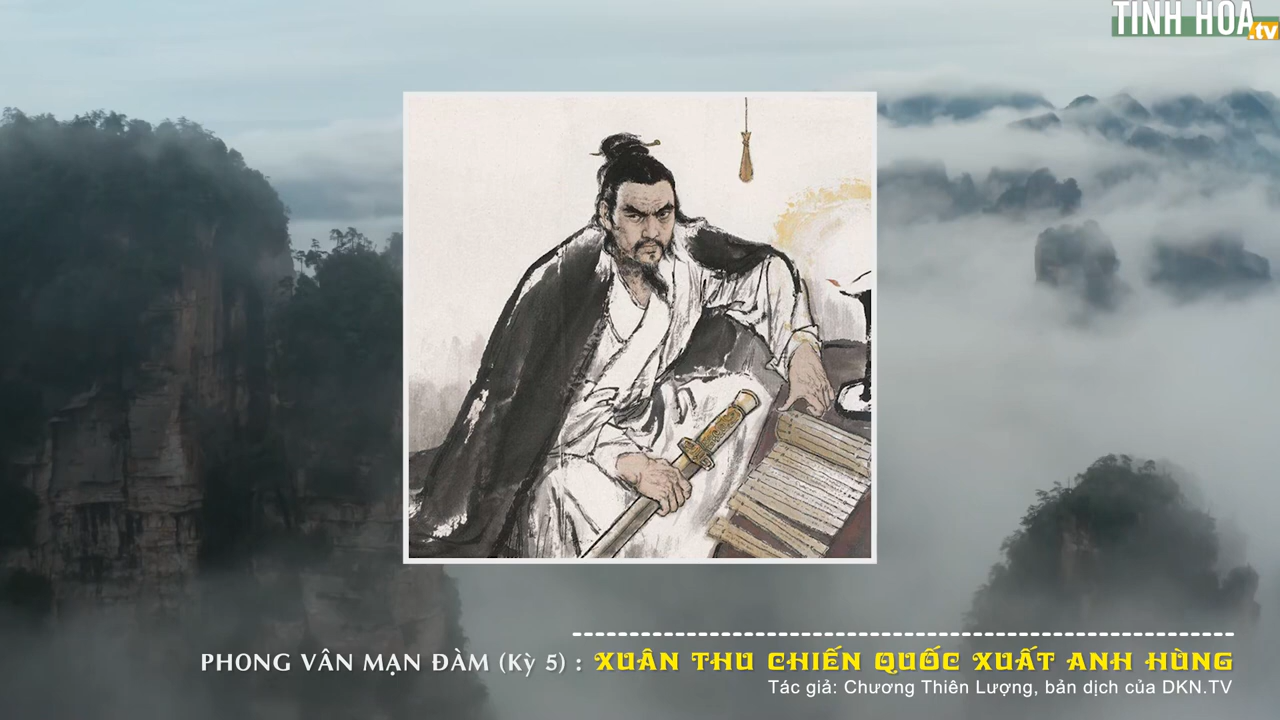 TINH HOA
.tv
PHONG VÂN MẠN ĐÀM (Kỳ 5) : XUÂN THU CHIẾN QUỐC XUẤT ANH HÙNG
Tác giả: Chương Thiên Lượng, bản dịch của DKN.TV